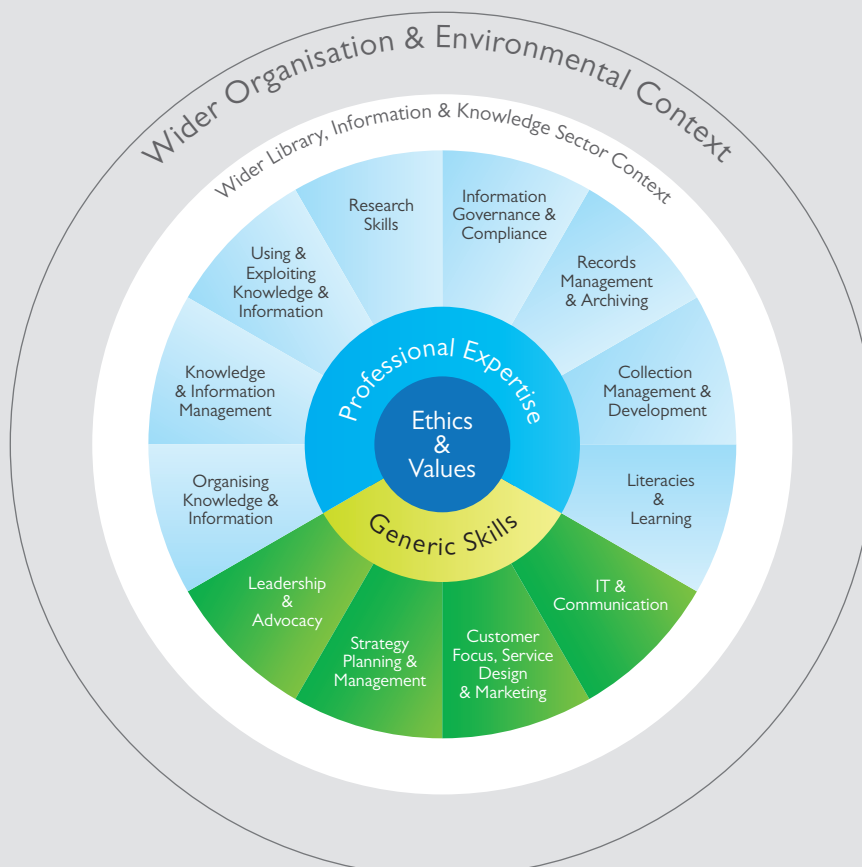 Wider Organisation & Environmental Context
Wider Library, Information & Knowledge Sector Context
Research
Skills
Information
Governance &
Compliance
Using &
Exploiting
Knowledge &
Information
Records
Management
& Archiving
Knowledge
& Information
Management
Collection
Management &
Development
Organising
Knowledge &
Information
Literacies
&
Learning
Professional Expertise
Ethics
&
Values
Generic Skills
Leadership
&
Advocacy
Strategy
Planning &
Management
Customer
Focus, Service
Design
& Marketing
IT &
Communication